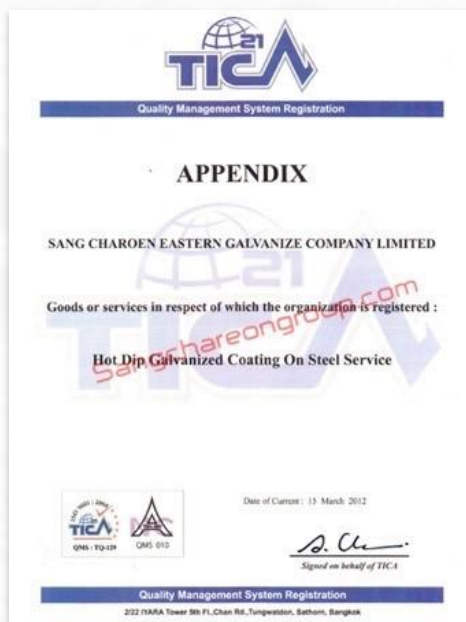 21
TICA
Quality Management System Registration
APPENDIX
SANG CHAROEN EASTERN GALVANIZE COMPANY LIMITED
21
TICA
Goods or services in respect of which the organization is registered :
Sangchareongroup.com
Hot Dip Galvanized Coating On Steel Service
Date of Current : 15 March 2012
TICA
QMS : TQ-129
QMS 010
Signed on behalf of TICA
Quality Management System Registration
2/22 IYARA Tower 5th Fl.,Chan Rd.,Tungwatdon, Sathorn, Bangkok